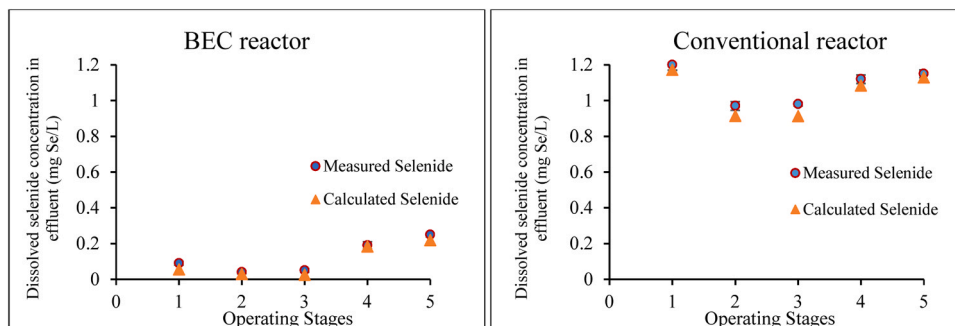 BEC reactor
Dissolved selenide concentration in
effluent (mg Se/L)
1.2
1
0.8
0.6
0.4
0.2
0
Measured Selenide
Calculated Selenide
0 1 2 3 4 5
Operating Stages
Conventional reactor
Dissolved selenide concentration in
effluent (mg Se/L)
1.2
1
0.8
0.6
0.4
0.2
0
Measured Selenide
Calculated Selenide
0 1 2 3 4 5
Operating Stages